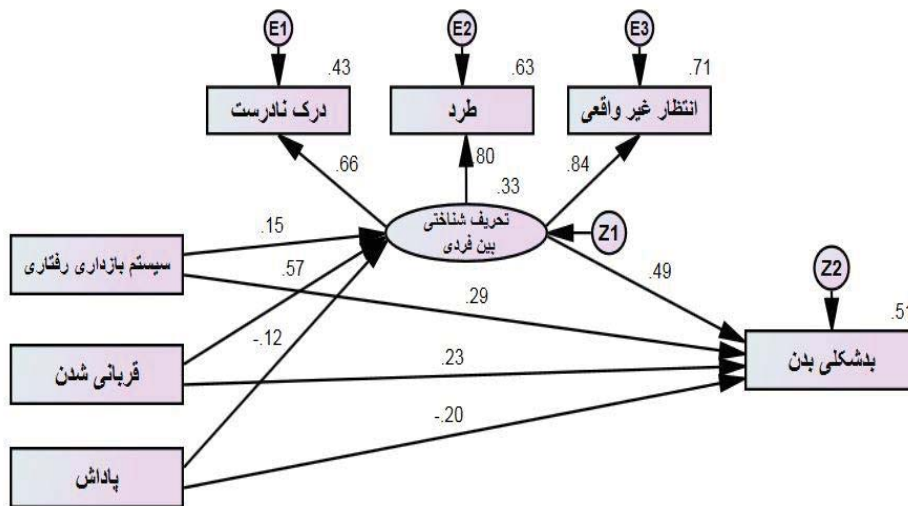 E1
E2
E3
.43
.63
.71
درک نادرست
طرد
انتظار غیر واقعی
.66
.80
.84
.33
تحریف شناختی
بین فردی
Z1
.15
سیستم بازداری رفتاری
.57
.49
.29
Z2
.51
-.12
قربانی شدن
.23
بدشکلی بدن
-.20
پاداش